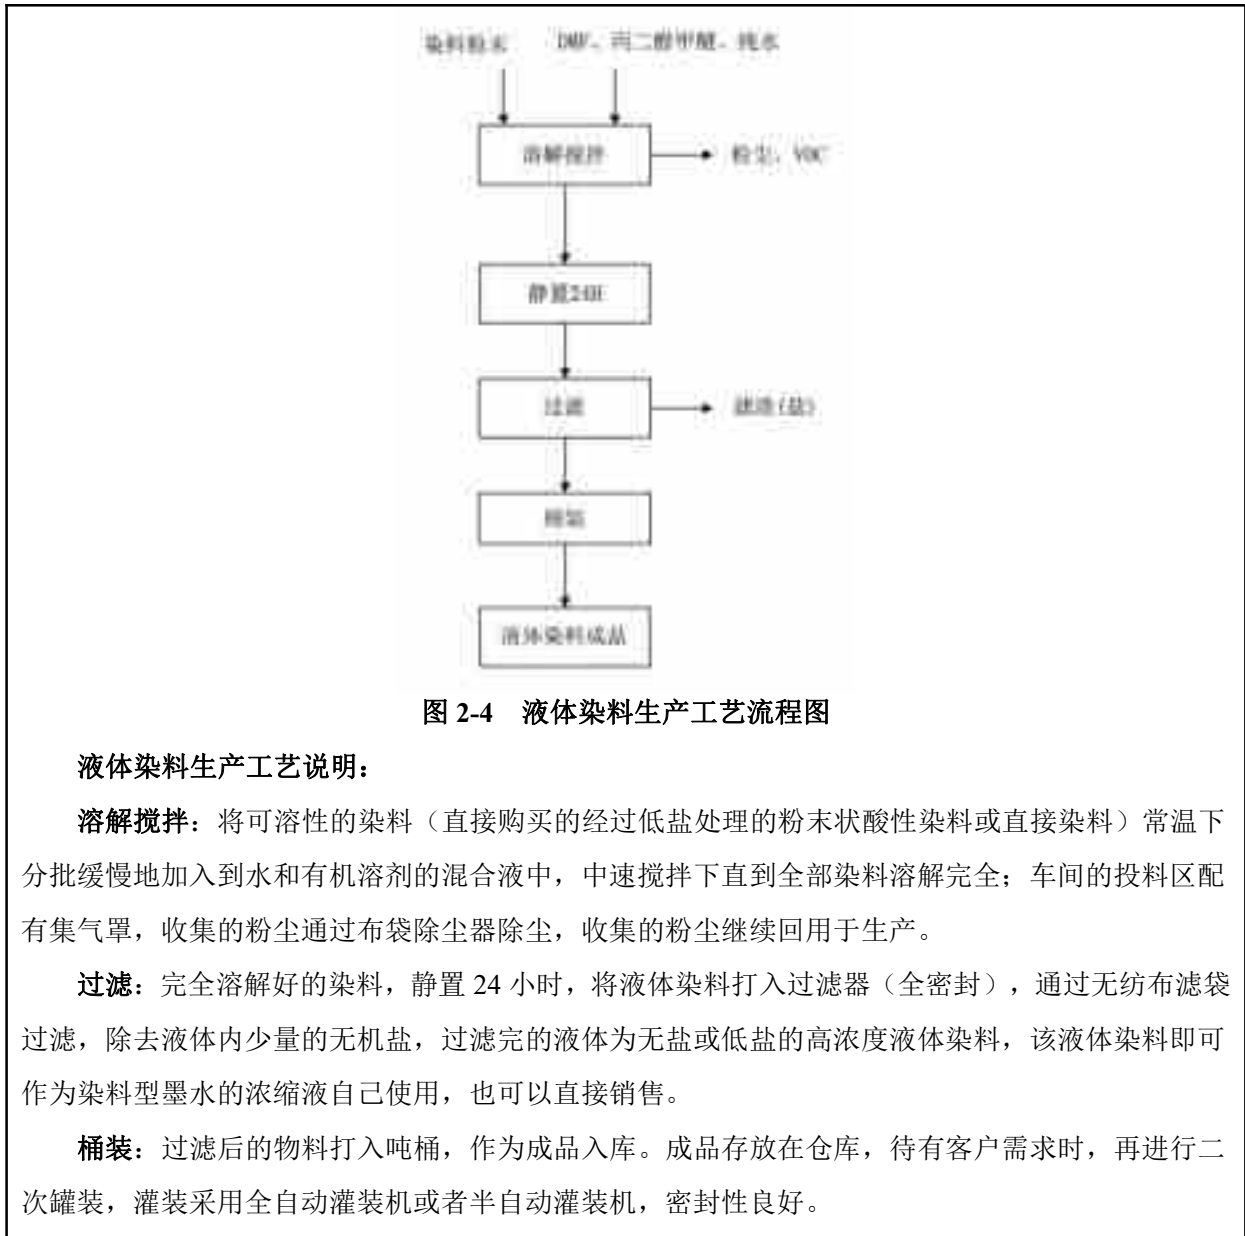 染料粉末 DMF、丙二醇甲醚、纯水
溶解搅拌
粉尘、VOC
静置24H
过滤
滤渣(盐)
桶装
液体染料成品
图 2-4 液体染料生产工艺流程图
液体染料生产工艺说明：
溶解搅拌：将可溶性的染料（直接购买的经过低盐处理的粉末状酸性染料或直接染料）常温下
分批缓慢地加入到水和有机溶剂的混合液中，中速搅拌下直到全部染料溶解完全；车间的投料区配
有集气罩，收集的粉尘通过布袋除尘器除尘，收集的粉尘继续回用于生产。
过滤：完全溶解好的染料，静置 24 小时，将液体染料打入过滤器（全密封），通过无纺布滤袋
过滤，除去液体内少量的无机盐，过滤完的液体为无盐或低盐的高浓度液体染料，该液体染料即可
作为染料型墨水的浓缩液自己使用，也可以直接销售。
桶装：过滤后的物料打入吨桶，作为成品入库。成品存放在仓库，待有客户需求时，再进行二
次罐装，灌装采用全自动灌装机或者半自动灌装机，密封性良好。